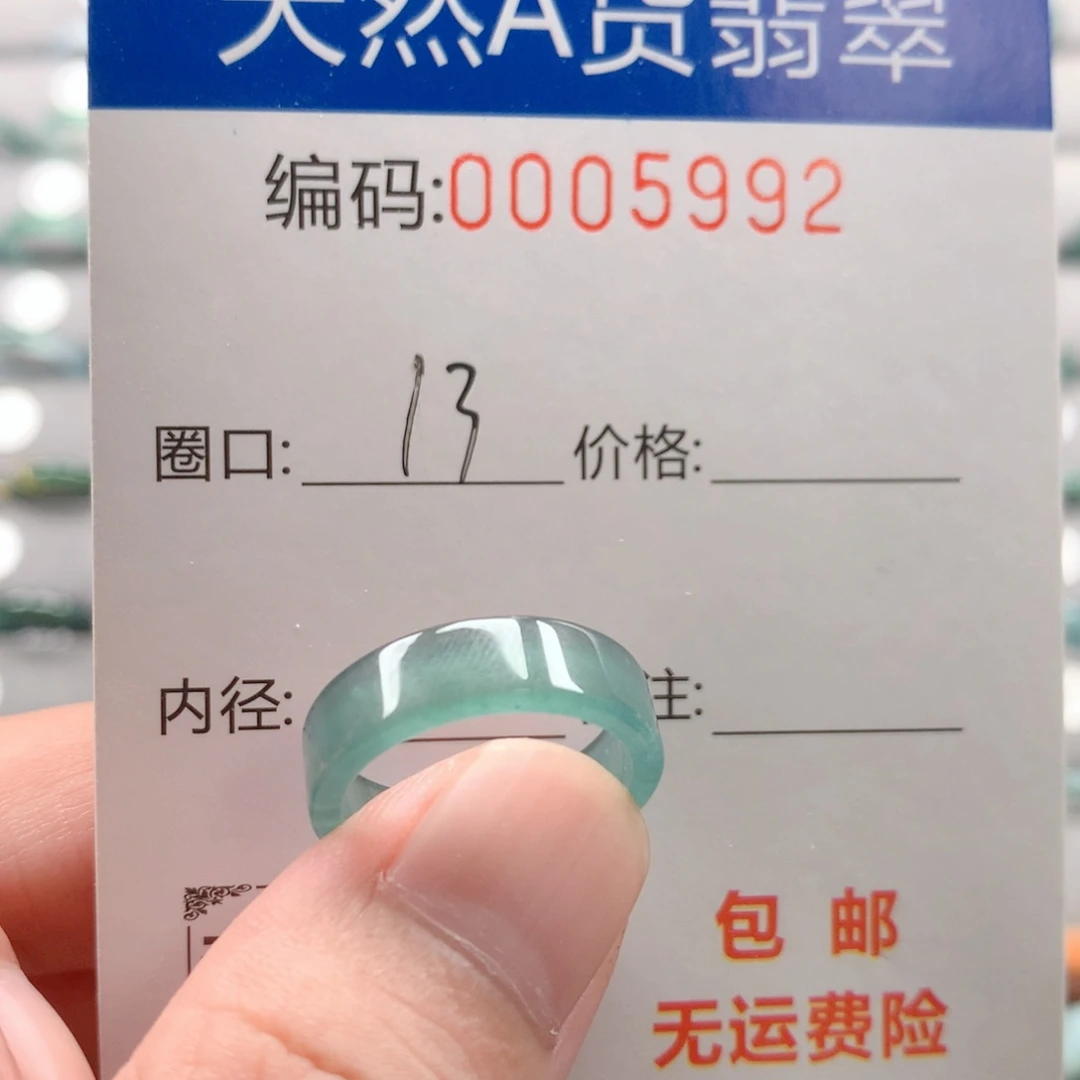 天然A货翡翠
编码:0005992
圈口: 13 价格:
内径: 注:
包 邮
无运费险